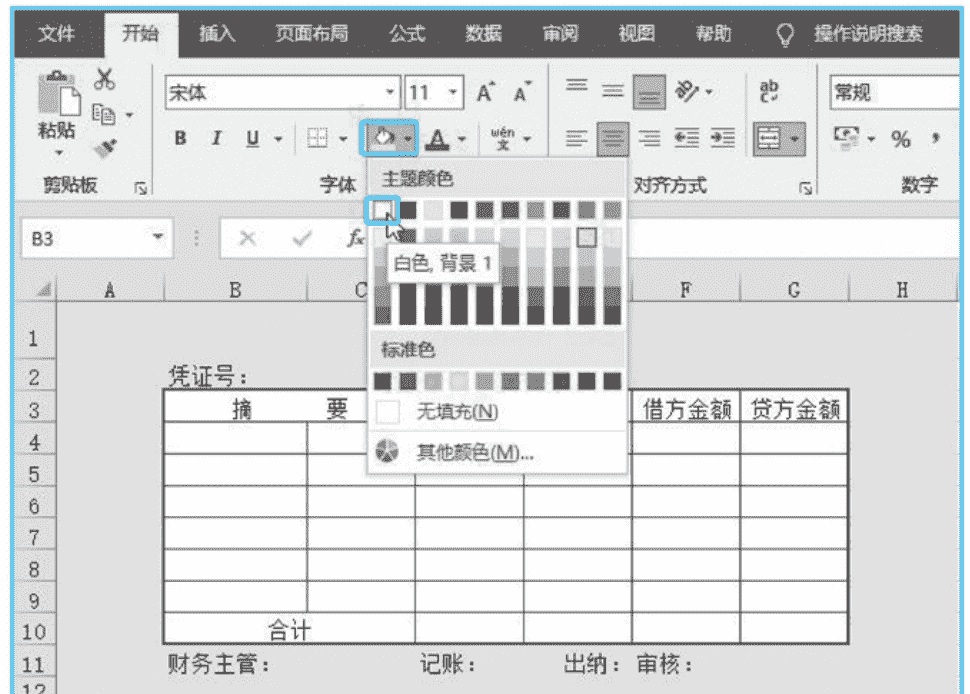 文件 开始 插入 页面布局 公式 数据 审阅 视图 帮助 操作说明搜索
宋体 11 A A ab 常规
粘贴 B I U A wén 文 %
剪贴板 字体 对齐方式 数字
主题颜色
B3 fx
白色, 背景 1
A B C F G H
标准色
无填充(N)
其他颜色(M)...
1
2 凭证号：
3 摘 要 借方金额 贷方金额
4
5
6
7
8
9
10 合计
11 财务主管： 记账： 出纳： 审核：
12